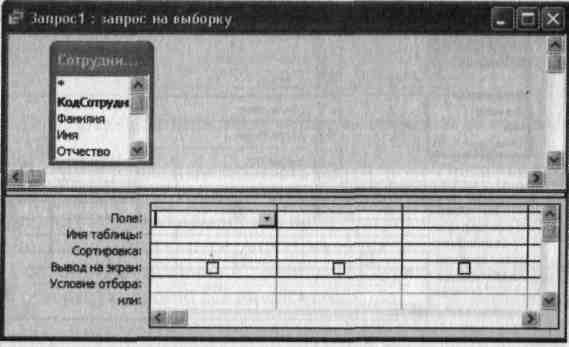 Запрос1 : запрос на выборку
Сотрудни...
*
КодСотрудн
Фамилия
Имя
Отчество
Поле:
Имя таблицы:
Сортировка:
Вывод на экран:
Условие отбора:
или: